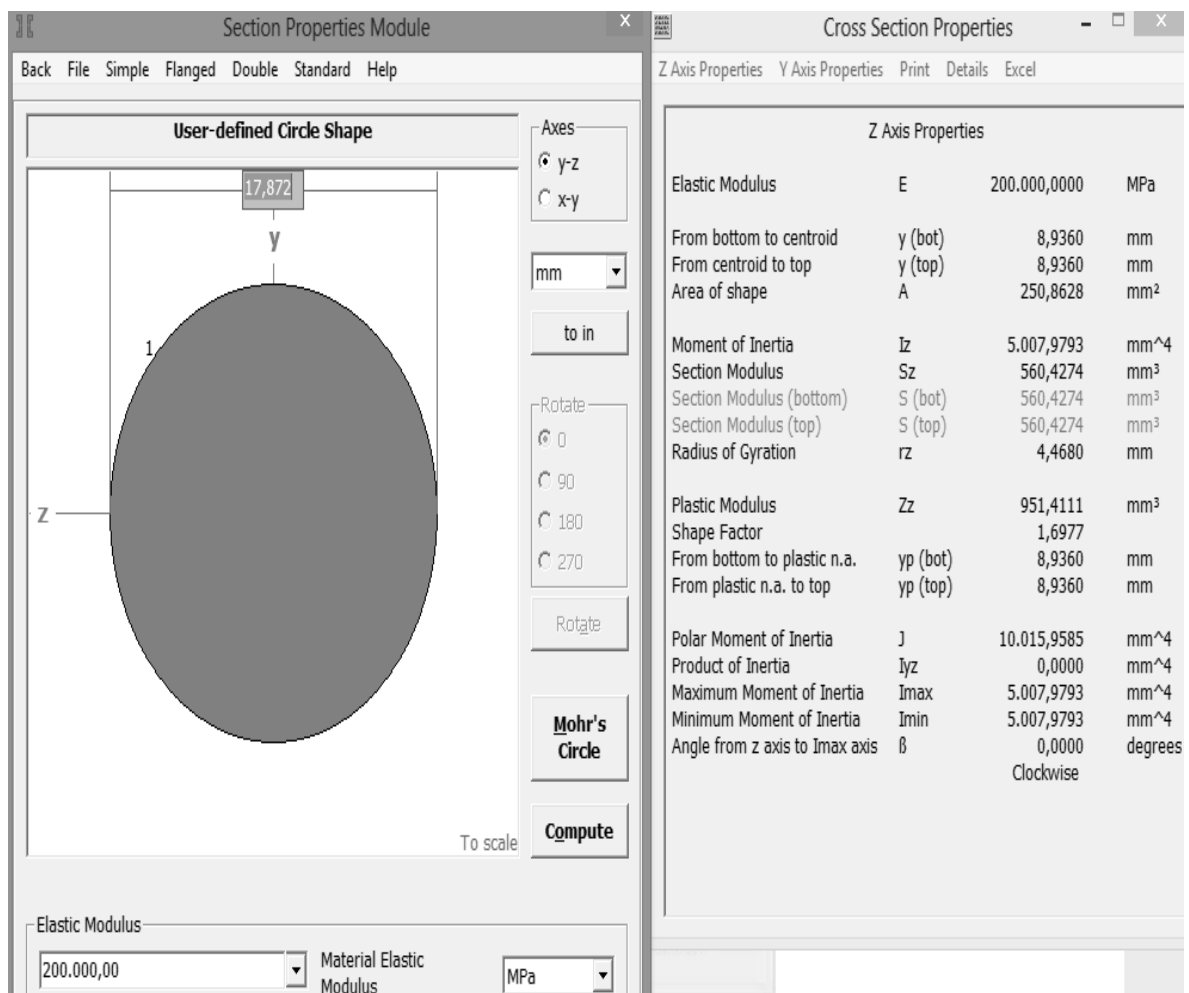 Section Properties Module
X
Back File Simple Flanged Double Standard Help
User-defined Circle Shape
17,872
y
1
z
To scale
Axes
y-z
x-y
mm
to in
Rotate
0
90
180
270
Rotate
Mohr's
Circle
Compute
Elastic Modulus
200.000,00
Material Elastic
Modulus
MPa
Cross Section Properties
X
Z Axis Properties Y Axis Properties Print Details Excel
Z Axis Properties
Elastic Modulus E 200.000,0000 MPa
From bottom to centroid y (bot) 8,9360 mm
From centroid to top y (top) 8,9360 mm
Area of shape A 250,8628 mm²
Moment of Inertia Iz 5.007,9793 mm^4
Section Modulus Sz 560,4274 mm³
Section Modulus (bottom) S (bot) 560,4274 mm³
Section Modulus (top) S (top) 560,4274 mm³
Radius of Gyration rz 4,4680 mm
Plastic Modulus Zz 951,4111 mm³
Shape Factor 1,6977
From bottom to plastic n.a. yp (bot) 8,9360 mm
From plastic n.a. to top yp (top) 8,9360 mm
Polar Moment of Inertia J 10.015,9585 mm^4
Product of Inertia Iyz 0,0000 mm^4
Maximum Moment of Inertia Imax 5.007,9793 mm^4
Minimum Moment of Inertia Imin 5.007,9793 mm^4
Angle from z axis to Imax axis ß 0,0000 degrees
Clockwise